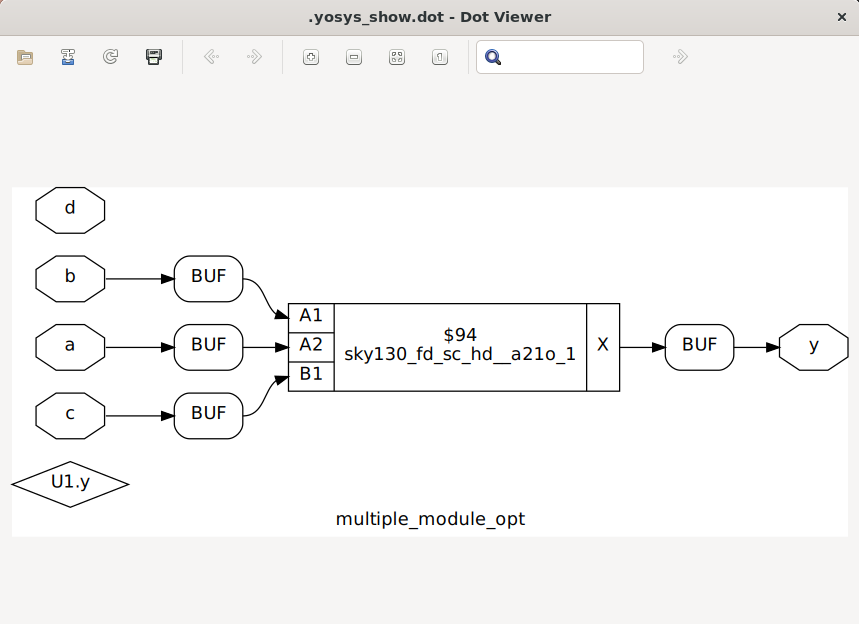 .yosys_show.dot - Dot Viewer
d
b
BUF
a
BUF
c
BUF
A1
A2
B1
$94
sky130_fd_sc_hd__a21o_1
X
BUF
y
U1.y
multiple_module_opt